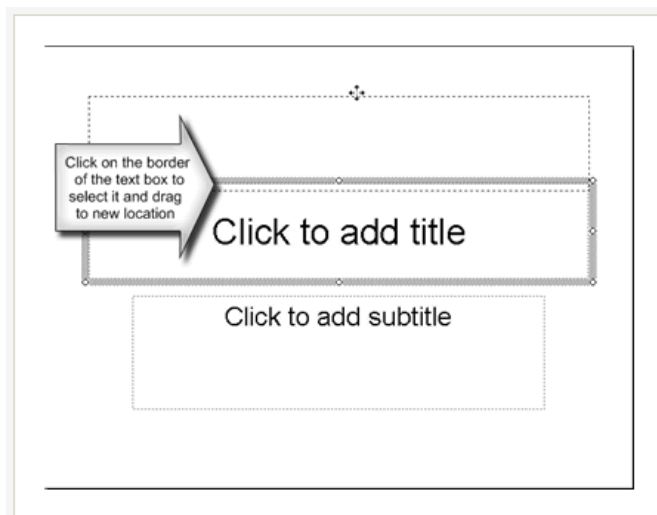 Click on the border
of the text box to
select it and drag
to new location
Click to add title
Click to add subtitle